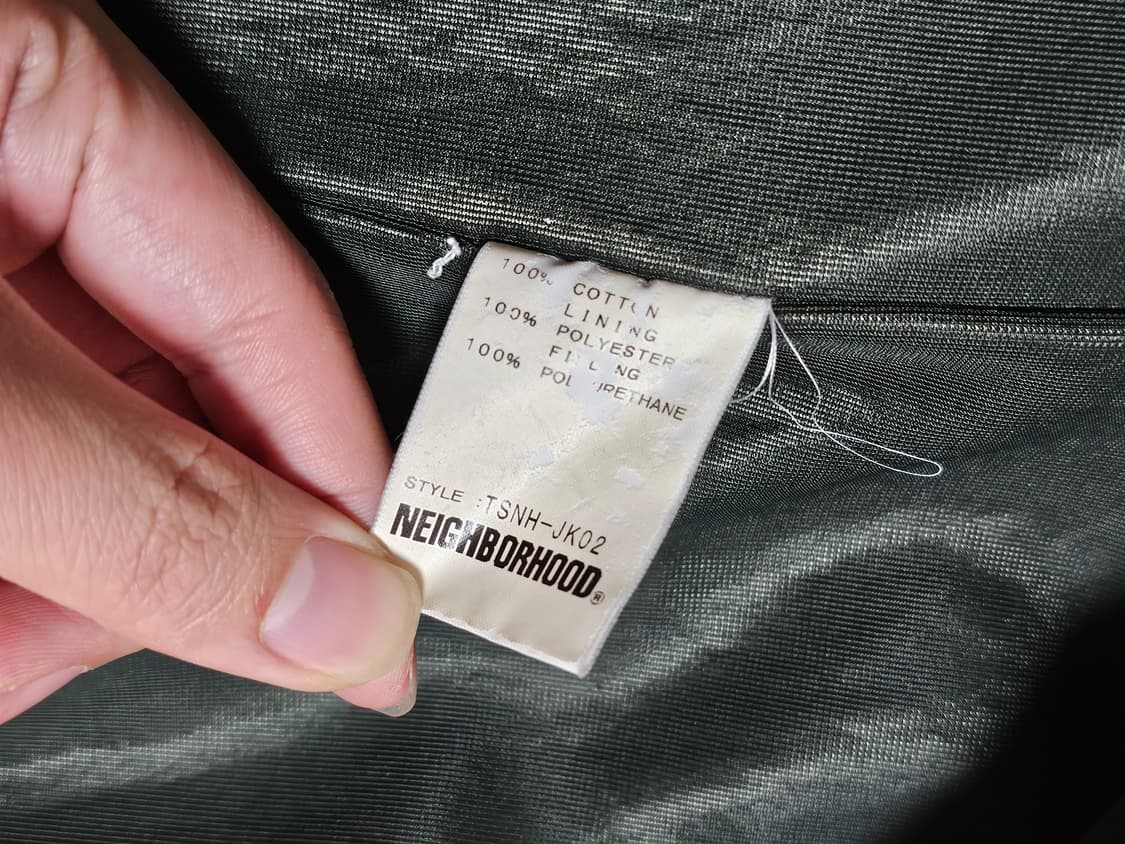 100% COTTON
LINING
100% POLYESTER
FILLING
100% POLYURETHANE
STYLE :TSNH-JK02
NEIGHBORHOOD®